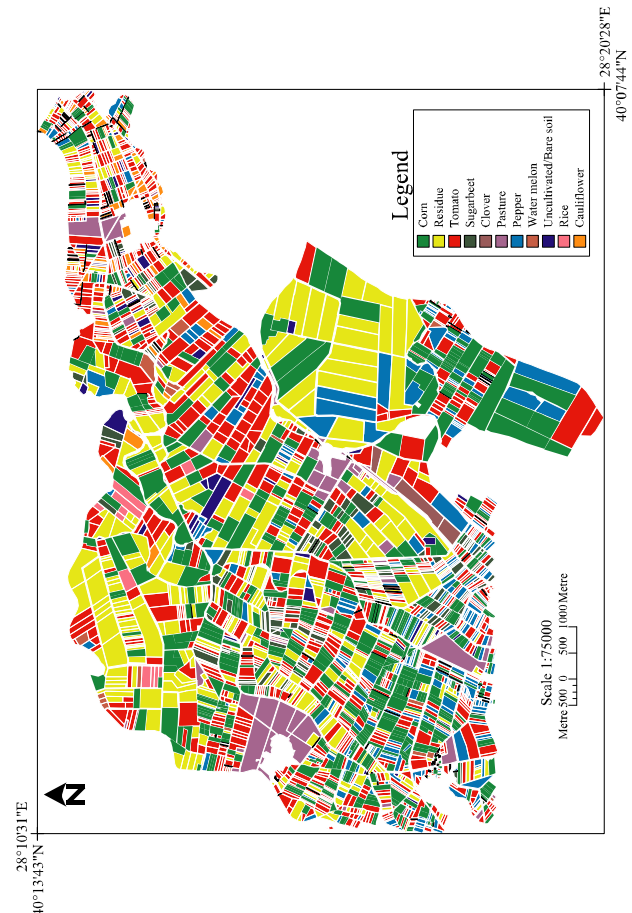 28°20'28"E
40°07'44"N
Legend
Corn
Residue
Tomato
Sugarbeet
Clover
Pasture
Pepper
Water melon
Uncultivated/Bare soil
Rice
Cauliflower
Scale 1:75000
Metre 500 0 500 1000 Metre
N
28°10'31"E
40°13'43"N